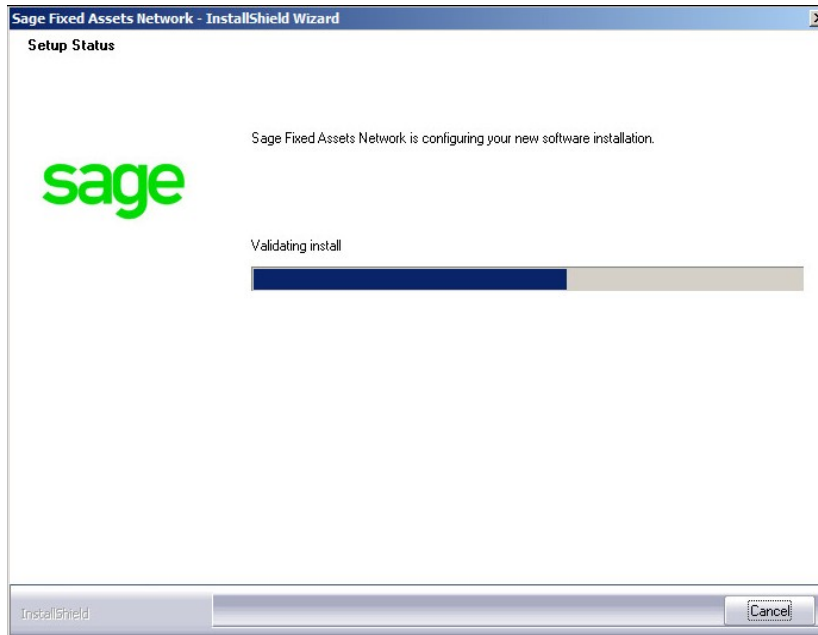 Sage Fixed Assets Network - InstallShield Wizard
Setup Status
Sage Fixed Assets Network is configuring your new software installation.
sage
Validating install
InstallShield
Cancel